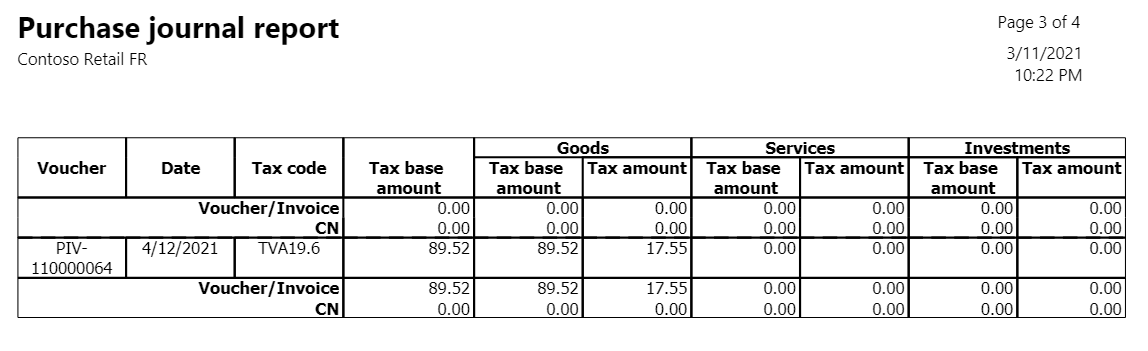 Purchase journal report
Page 3 of 4
Contoso Retail FR
3/11/2021
10:22 PM
Goods Services Investments
Voucher Date Tax code Tax base Tax base Tax amount Tax base Tax amount Tax base Tax amount
amount amount amount amount
Voucher/Invoice 0.00 0.00 0.00 0.00 0.00 0.00 0.00
CN 0.00 0.00 0.00 0.00 0.00 0.00 0.00
PIV- 4/12/2021 TVA19.6 89.52 89.52 17.55 0.00 0.00 0.00 0.00
110000064
Voucher/Invoice 89.52 89.52 17.55 0.00 0.00 0.00 0.00
CN 0.00 0.00 0.00 0.00 0.00 0.00 0.00